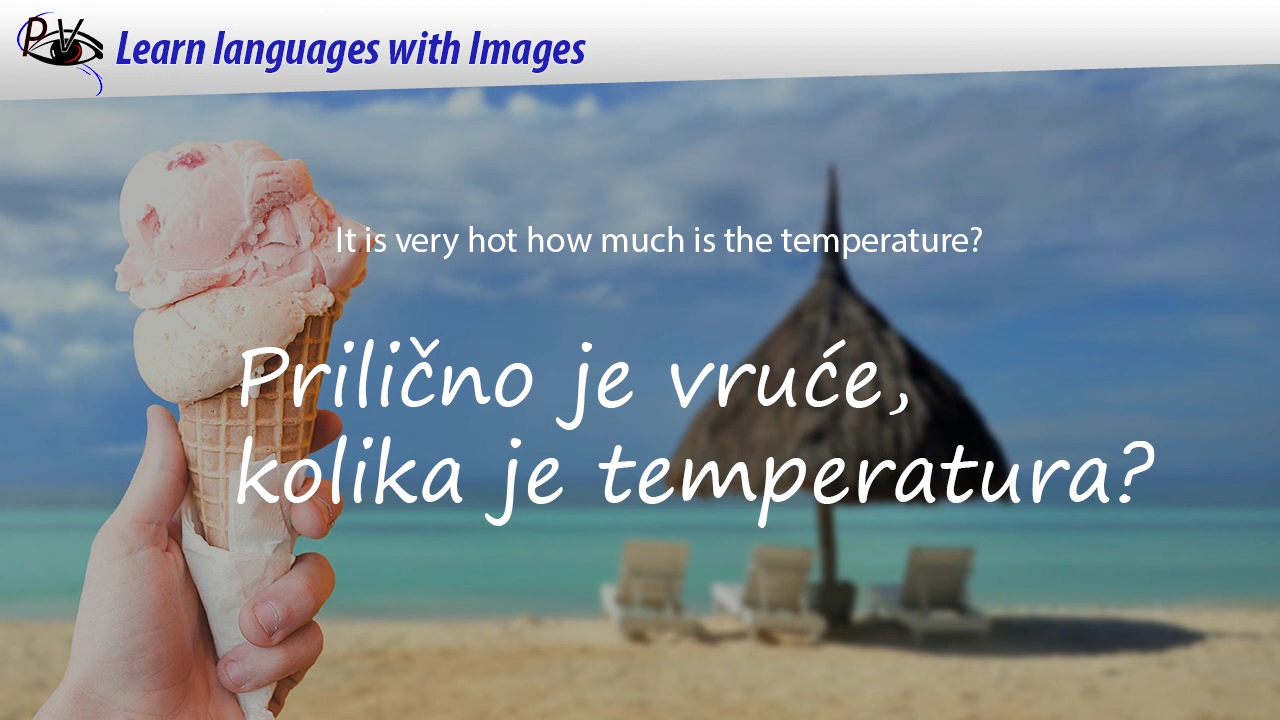 PV
Learn languages with Images
It is very hot how much is the temperature?
Prilično je vruće,
kolika je temperatura?